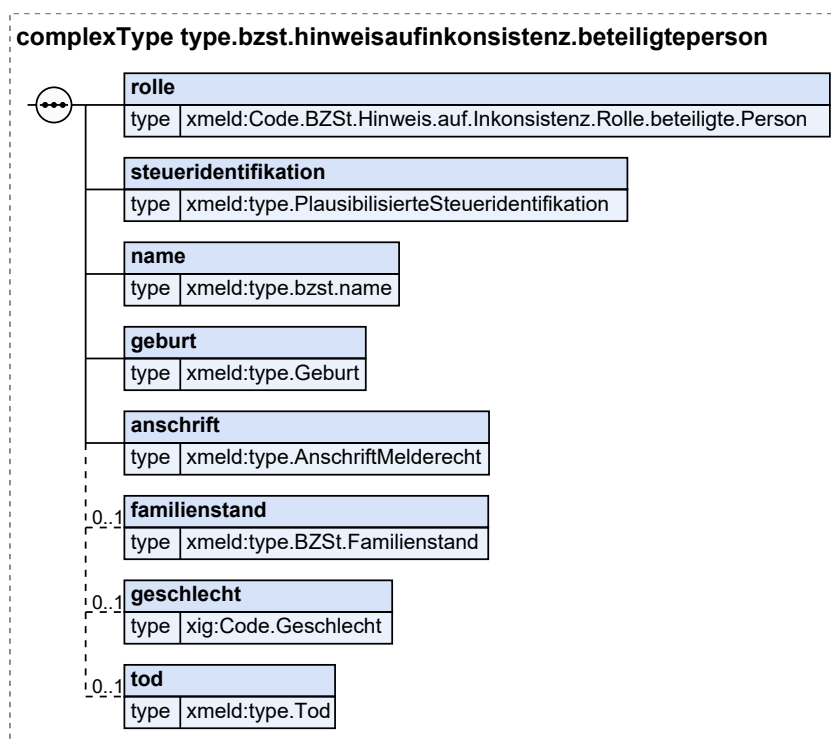 complexType type.bzst.hinweisaufinkonsistenz.beteiligteperson
rolle
type xmeld:Code.BZSt.Hinweis.auf.Inkonsistenz.Rolle.beteiligte.Person
steueridentifikation
type xmeld:type.PlausibilisierteSteueridentifikation
name
type xmeld:type.bzst.name
geburt
type xmeld:type.Geburt
anschrift
type xmeld:type.AnschriftMelderecht
0..1 familienstand
type xmeld:type.BZSt.Familienstand
0..1 geschlecht
type xig:Code.Geschlecht
0..1 tod
type xmeld:type.Tod